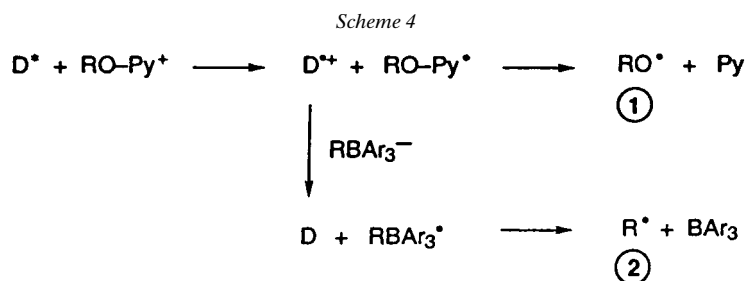 Scheme 4
D* + RO–Py⁺ ⟶ D•⁺ + RO–Py• ⟶ RO• + Py
①
RBAr₃⁻
D + RBAr₃• ⟶ R• + BAr₃
②